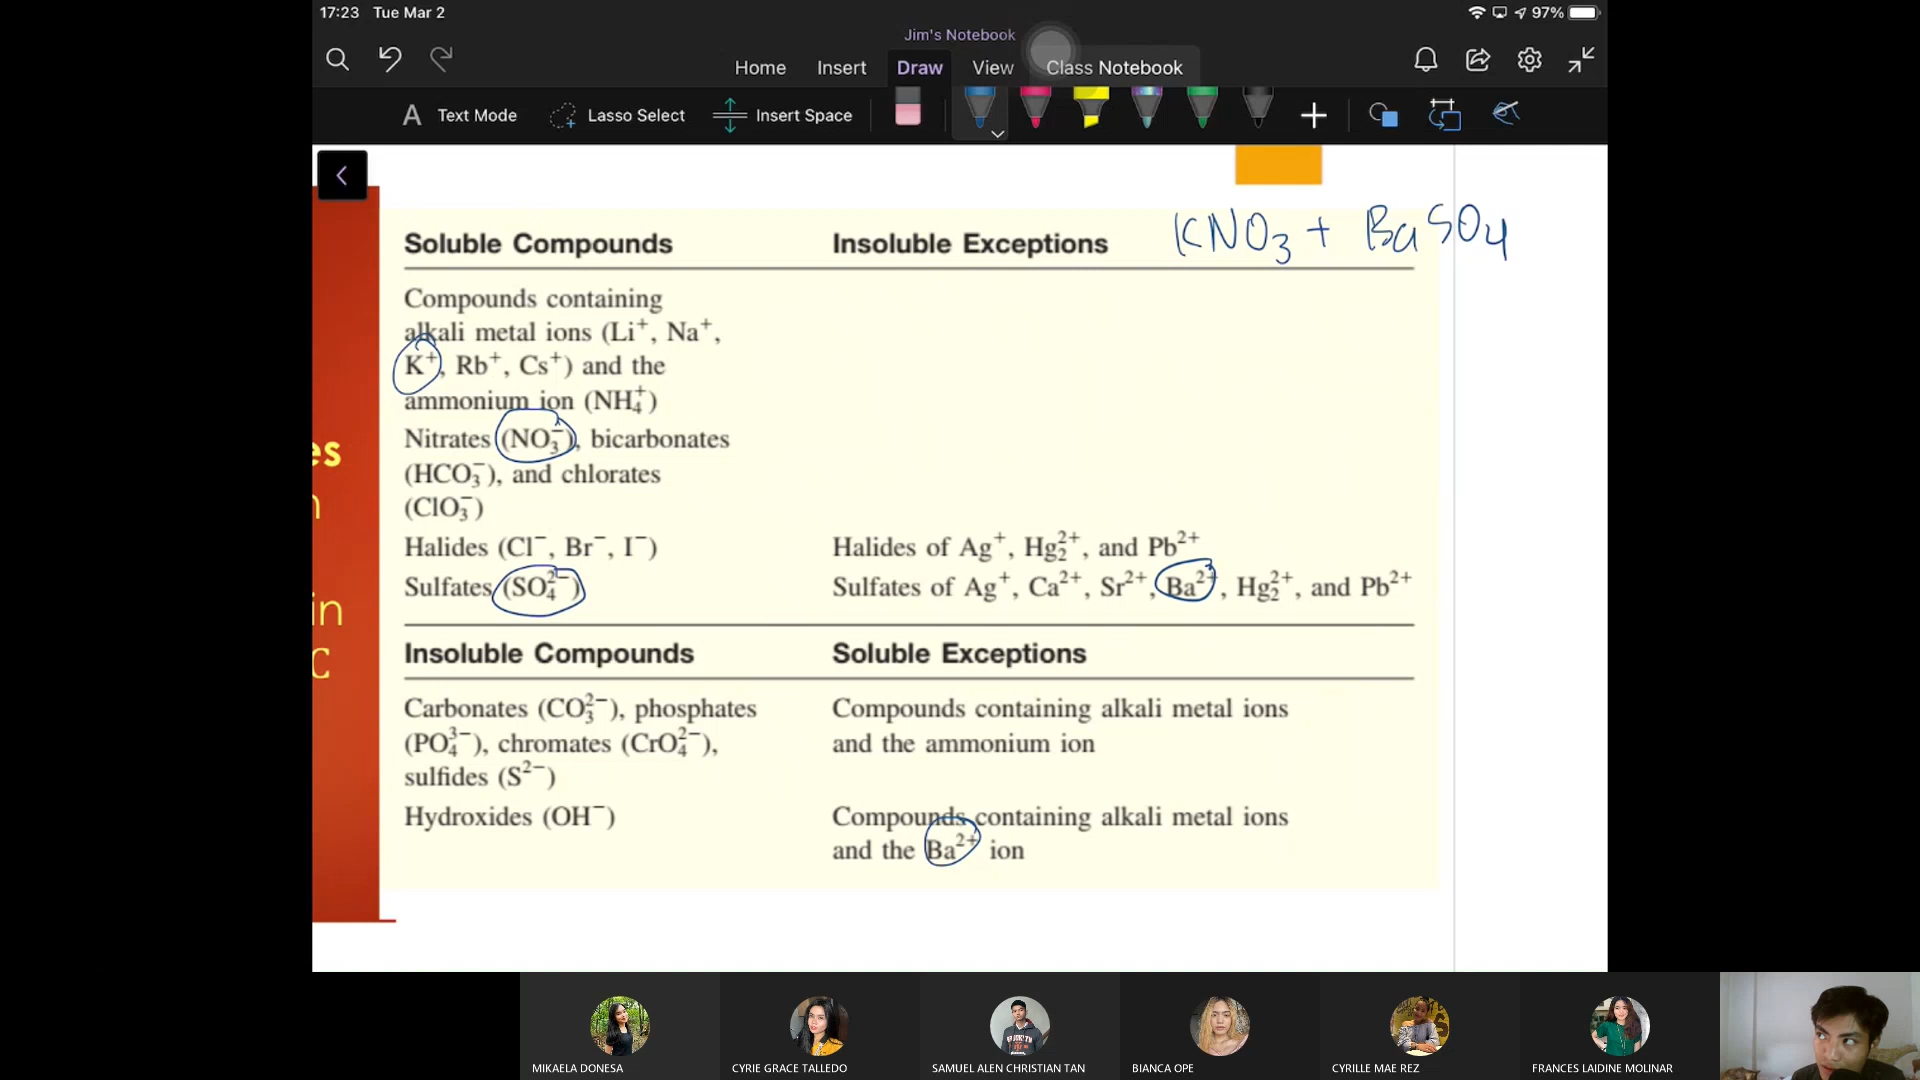 17:23 Tue Mar 2
97%
Jim's Notebook
Home Insert Draw View Class Notebook
Text Mode Lasso Select Insert Space
KNO3 + BaSO4
Soluble Compounds Insoluble Exceptions
Compounds containing
alkali metal ions (Li⁺, Na⁺,
K⁺, Rb⁺, Cs⁺) and the
ammonium ion (NH₄⁺)
Nitrates (NO₃⁻), bicarbonates
(HCO₃⁻), and chlorates
(ClO₃⁻)
Halides (Cl⁻, Br⁻, I⁻) Halides of Ag⁺, Hg₂²⁺, and Pb²⁺
Sulfates (SO₄²⁻) Sulfates of Ag⁺, Ca²⁺, Sr²⁺, Ba²⁺, Hg₂²⁺, and Pb²⁺
Insoluble Compounds Soluble Exceptions
Carbonates (CO₃²⁻), phosphates Compounds containing alkali metal ions
(PO₄³⁻), chromates (CrO₄²⁻), and the ammonium ion
sulfides (S²⁻)
Hydroxides (OH⁻) Compounds containing alkali metal ions
and the Ba²⁺ ion
es
in
C
MIKAELA DONESA CYRIE GRACE TALLEDO SAMUEL ALEN CHRISTIAN TAN BIANCA OPE CYRILLE MAE REZ FRANCES LAIDINE MOLINAR